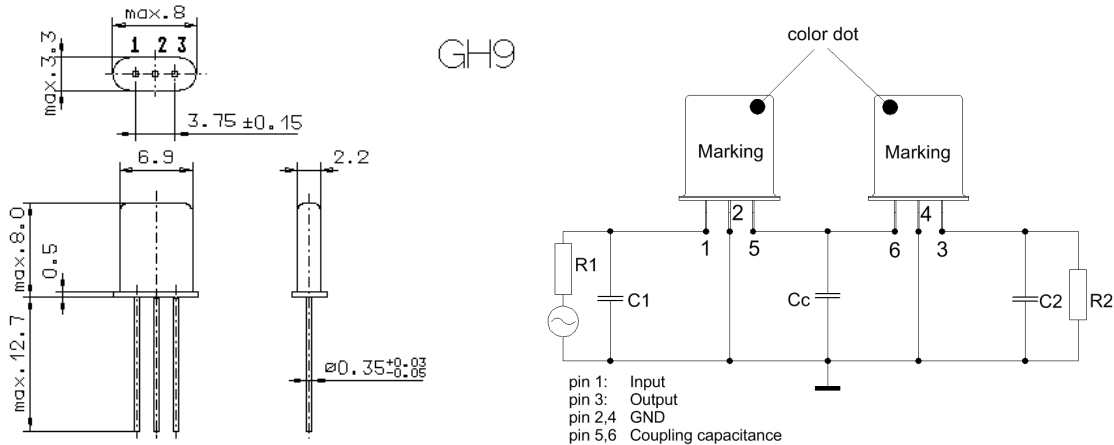 max.8
1 2 3
max.3.3
3.75±0.15
GH9
6.9
2.2
max.8.0
0.5
max.12.7
⌀0.35+0.03 -0.05
color dot
Marking
Marking
2
4
1
5
6
3
R1
C1
Cc
C2
R2
pin 1: Input
pin 3: Output
pin 2,4 GND
pin 5,6 Coupling capacitance